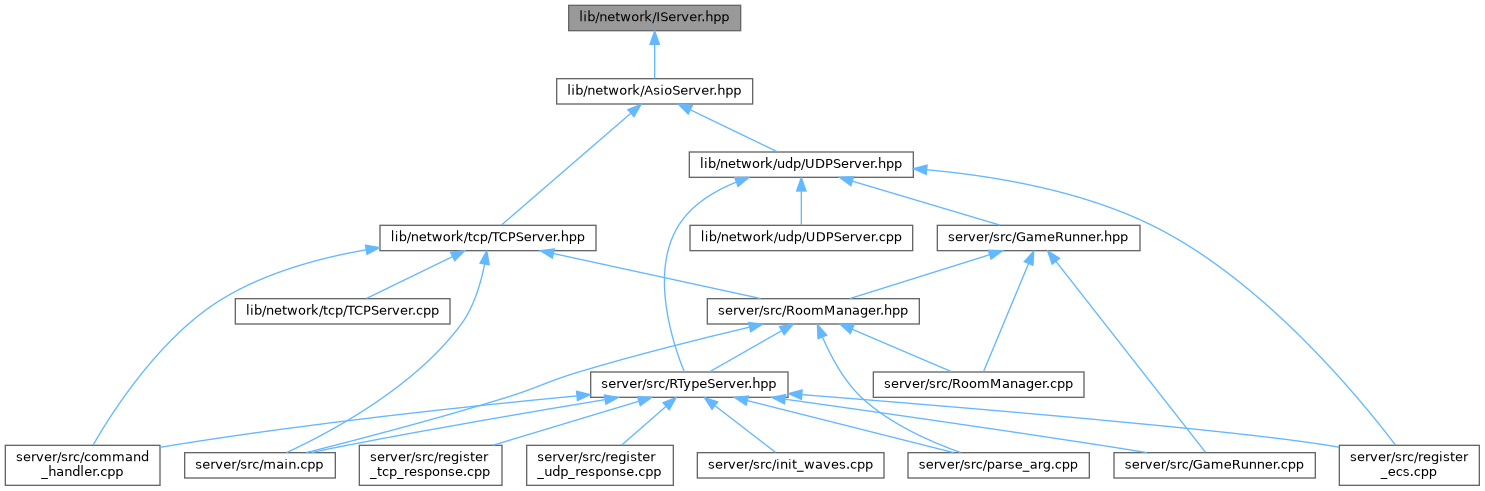 lib/network/IServer.hpp
lib/network/AsioServer.hpp
lib/network/udp/UDPServer.hpp
lib/network/tcp/TCPServer.hpp
lib/network/udp/UDPServer.cpp
server/src/GameRunner.hpp
lib/network/tcp/TCPServer.cpp
server/src/RoomManager.hpp
server/src/RTypeServer.hpp
server/src/RoomManager.cpp
server/src/command
_handler.cpp
server/src/main.cpp
server/src/register
_tcp_response.cpp
server/src/register
_udp_response.cpp
server/src/init_waves.cpp
server/src/parse_arg.cpp
server/src/GameRunner.cpp
server/src/register
_ecs.cpp